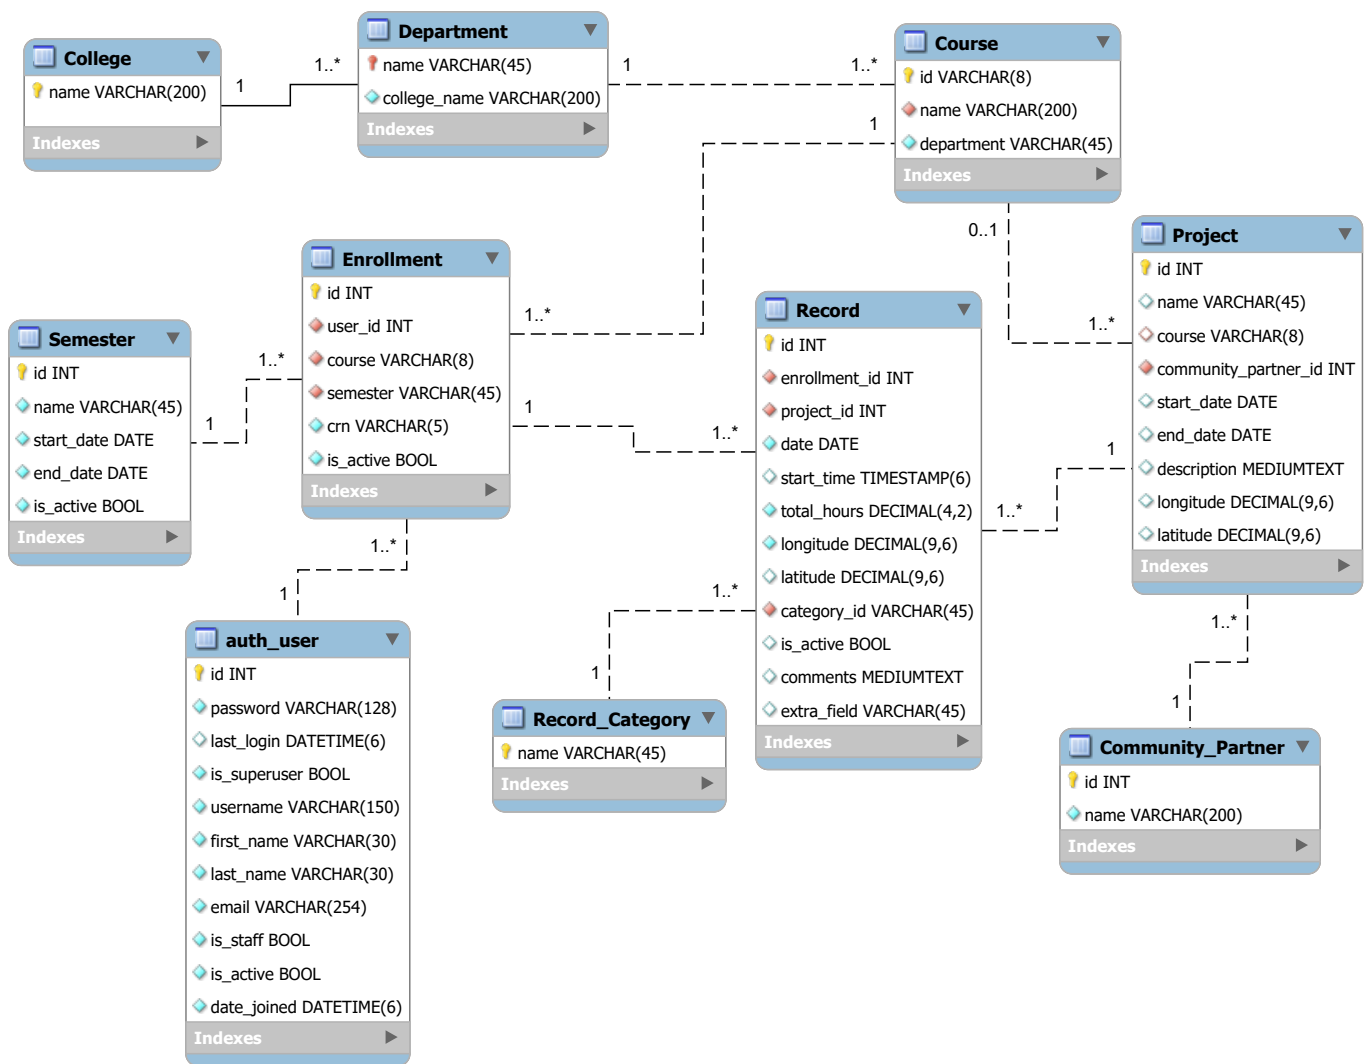 College
name VARCHAR(200)
Indexes
1
1..*
Department
name VARCHAR(45)
college_name VARCHAR(200)
Indexes
1
1..*
Course
id VARCHAR(8)
name VARCHAR(200)
department VARCHAR(45)
Indexes
1
0..1
1..*
Enrollment
id INT
user_id INT
course VARCHAR(8)
semester VARCHAR(45)
crn VARCHAR(5)
is_active BOOL
Indexes
1..*
1..*
1
1
1..*
1..*
1
Semester
id INT
name VARCHAR(45)
start_date DATE
end_date DATE
is_active BOOL
Indexes
Record
id INT
enrollment_id INT
project_id INT
date DATE
start_time TIMESTAMP(6)
total_hours DECIMAL(4,2)
longitude DECIMAL(9,6)
latitude DECIMAL(9,6)
category_id VARCHAR(45)
is_active BOOL
comments MEDIUMTEXT
extra_field VARCHAR(45)
Indexes
1..*
1
1..*
1
Project
id INT
name VARCHAR(45)
course VARCHAR(8)
community_partner_id INT
start_date DATE
end_date DATE
description MEDIUMTEXT
longitude DECIMAL(9,6)
latitude DECIMAL(9,6)
Indexes
1..*
1
auth_user
id INT
password VARCHAR(128)
last_login DATETIME(6)
is_superuser BOOL
username VARCHAR(150)
first_name VARCHAR(30)
last_name VARCHAR(30)
email VARCHAR(254)
is_staff BOOL
is_active BOOL
date_joined DATETIME(6)
Indexes
Record_Category
name VARCHAR(45)
Indexes
Community_Partner
id INT
name VARCHAR(200)
Indexes